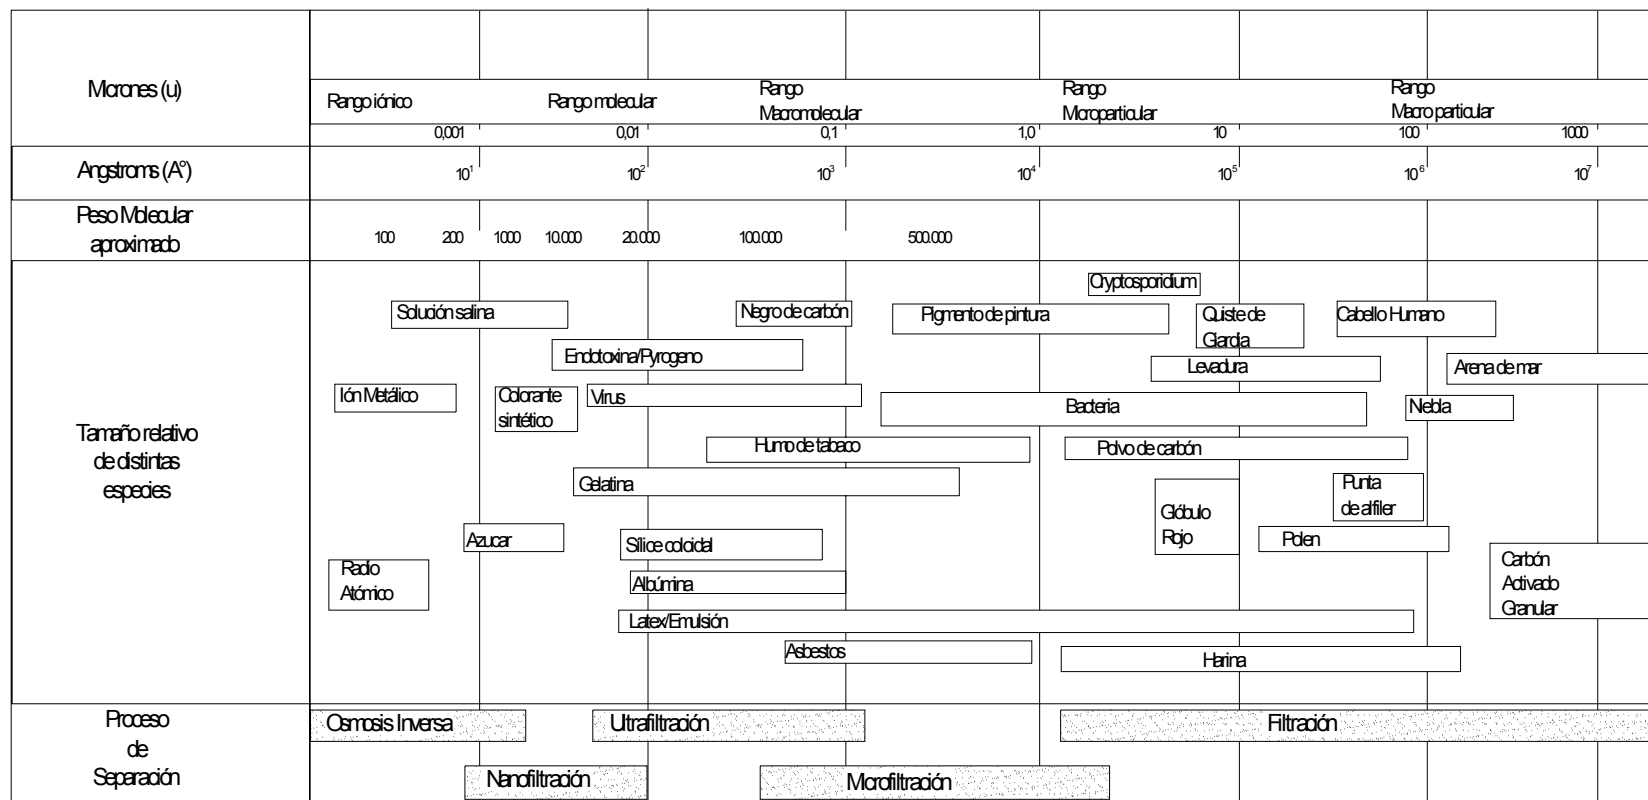 Micrones (u)
Rango iónico
Rango molecular
Rango
Macromolecular
Rango
Microparticular
Rango
Macro particular
0,001
0,01
0,1
1,0
10
100
1000
Angstroms (Aº)
10¹
10²
10³
10⁴
10⁵
10⁶
10⁷
Peso Molecular
aproximado
100
200
1000
10.000
20.000
100.000
500.000
Tamaño relativo
de distintas
especies
Cryptosporidium
Solución salina
Negro de carbón
Pigmento de pintura
Quiste de
Giardia
Cabello Humano
Endotoxina/Pyrogeno
Levadura
Arena de mar
Ión Metálico
Colorante
sintético
Virus
Bacteria
Nebla
Humo de tabaco
Polvo de carbón
Gelatina
Glóbulo
Rojo
Punta
de alfiler
Azucar
Sílice coloidal
Polen
Radio
Atómico
Albúmina
Carbón
Activado
Granular
Latex/Emulsión
Asbestos
Harina
Proceso
de
Separación
Osmosis Inversa
Ultrafiltración
Filtración
Nanofiltración
Microfiltración